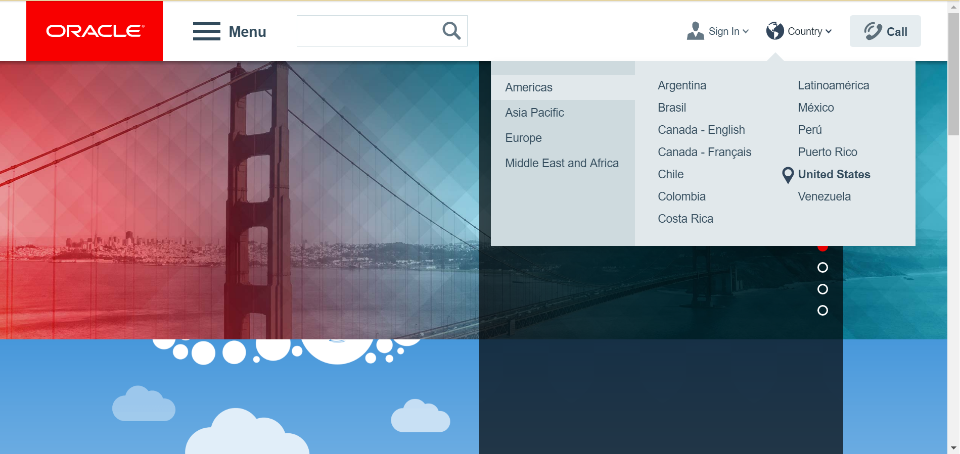 ORACLE
Menu
Sign In
Country
Call
Americas
Asia Pacific
Europe
Middle East and Africa
Argentina
Brasil
Canada - English
Canada - Français
Chile
Colombia
Costa Rica
Latinoamérica
México
Perú
Puerto Rico
United States
Venezuela